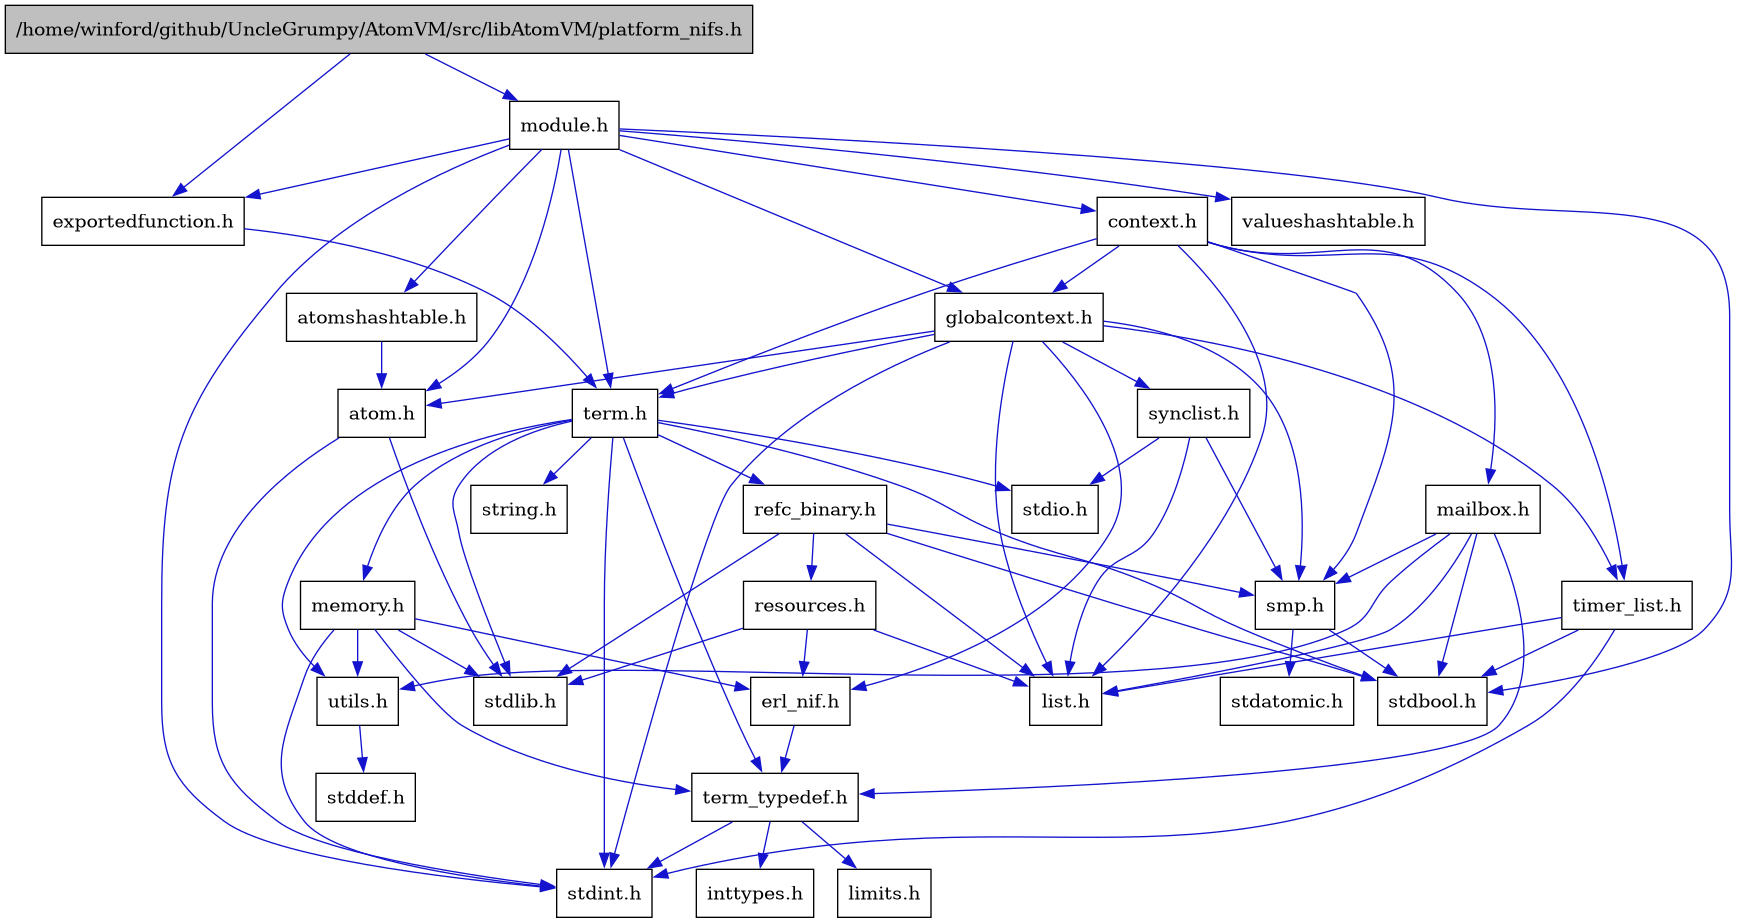 /home/winford/github/UncleGrumpy/AtomVM/src/libAtomVM/platform_nifs.h
module.h
exportedfunction.h
context.h
valueshashtable.h
atomshashtable.h
globalcontext.h
atom.h
term.h
synclist.h
string.h
refc_binary.h
stdio.h
mailbox.h
memory.h
resources.h
smp.h
timer_list.h
utils.h
stdlib.h
erl_nif.h
list.h
stdatomic.h
stdbool.h
stddef.h
term_typedef.h
stdint.h
inttypes.h
limits.h